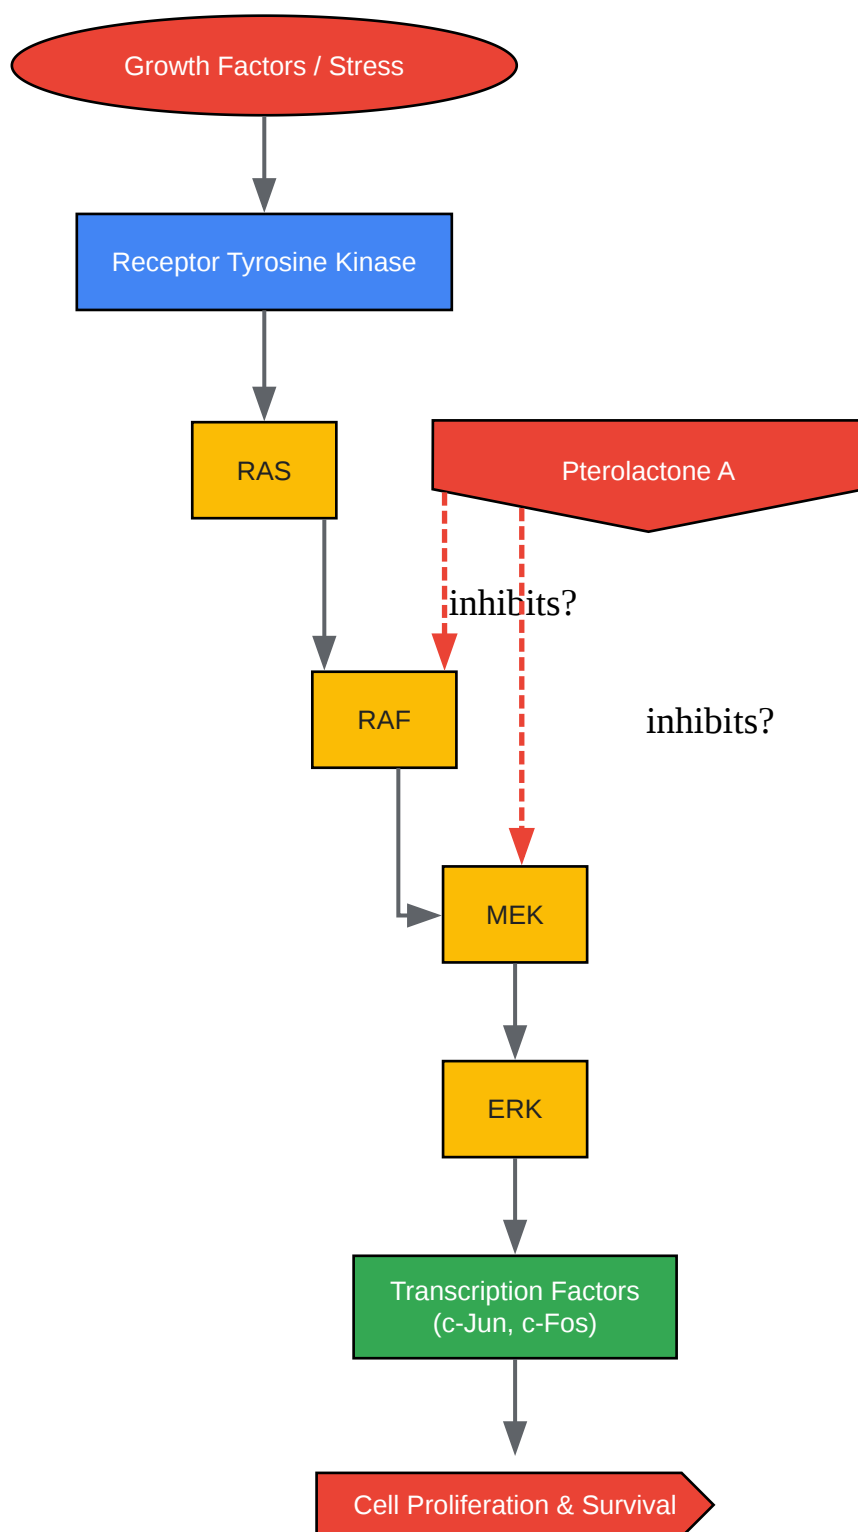 Growth Factors / Stress
Receptor Tyrosine Kinase
RAS
Pterolactone A
inhibits?
RAF
inhibits?
MEK
ERK
Transcription Factors
(c-Jun, c-Fos)
Cell Proliferation & Survival